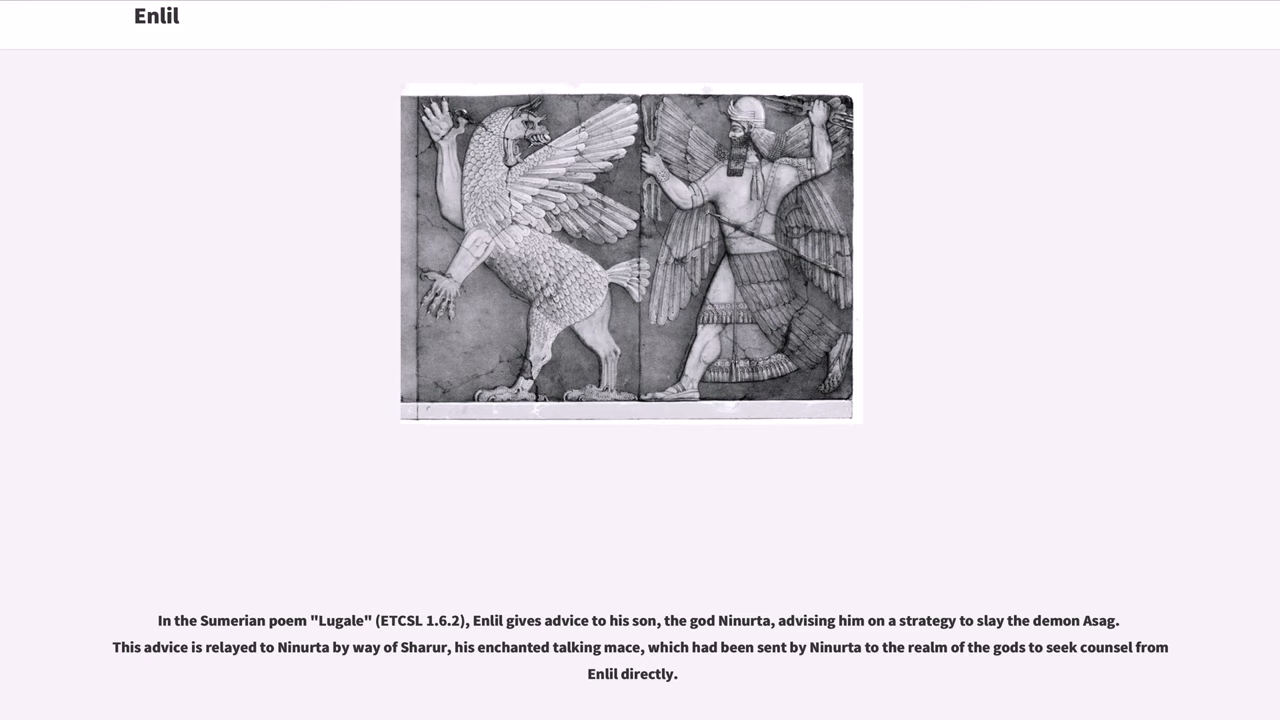 Enlil
In the Sumerian poem "Lugale" (ETCSL 1.6.2), Enlil gives advice to his son, the god Ninurta, advising him on a strategy to slay the demon Asag.
This advice is relayed to Ninurta by way of Sharur, his enchanted talking mace, which had been sent by Ninurta to the realm of the gods to seek counsel from
Enlil directly.